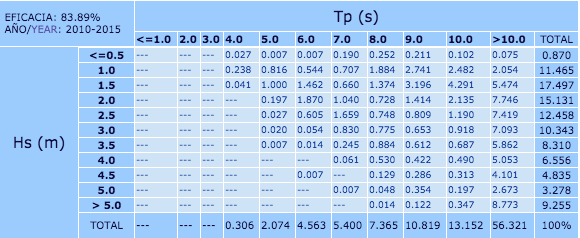 EFICACIA: 83.89%
AÑO/YEAR: 2010-2015
Tp (s)
<=1.0 2.0 3.0 4.0 5.0 6.0 7.0 8.0 9.0 10.0 >10.0 TOTAL
Hs (m)
<=0.5 --- --- --- 0.027 0.007 0.007 0.190 0.252 0.211 0.102 0.075 0.870
1.0 --- --- --- 0.238 0.816 0.544 0.707 1.884 2.741 2.482 2.054 11.465
1.5 --- --- --- 0.041 1.000 1.462 0.660 1.374 3.196 4.291 5.474 17.497
2.0 --- --- --- --- 0.197 1.870 1.040 0.728 1.414 2.135 7.746 15.131
2.5 --- --- --- --- 0.027 0.605 1.659 0.748 0.809 1.190 7.419 12.458
3.0 --- --- --- --- 0.020 0.054 0.830 0.775 0.653 0.918 7.093 10.343
3.5 --- --- --- --- 0.007 0.014 0.245 0.884 0.612 0.687 5.862 8.310
4.0 --- --- --- --- --- --- 0.061 0.530 0.422 0.490 5.053 6.556
4.5 --- --- --- --- --- 0.007 --- 0.129 0.286 0.313 4.101 4.835
5.0 --- --- --- --- --- --- 0.007 0.048 0.354 0.197 2.673 3.278
> 5.0 --- --- --- --- --- --- --- 0.014 0.122 0.347 8.773 9.255
TOTAL --- --- --- 0.306 2.074 4.563 5.400 7.365 10.819 13.152 56.321 100%